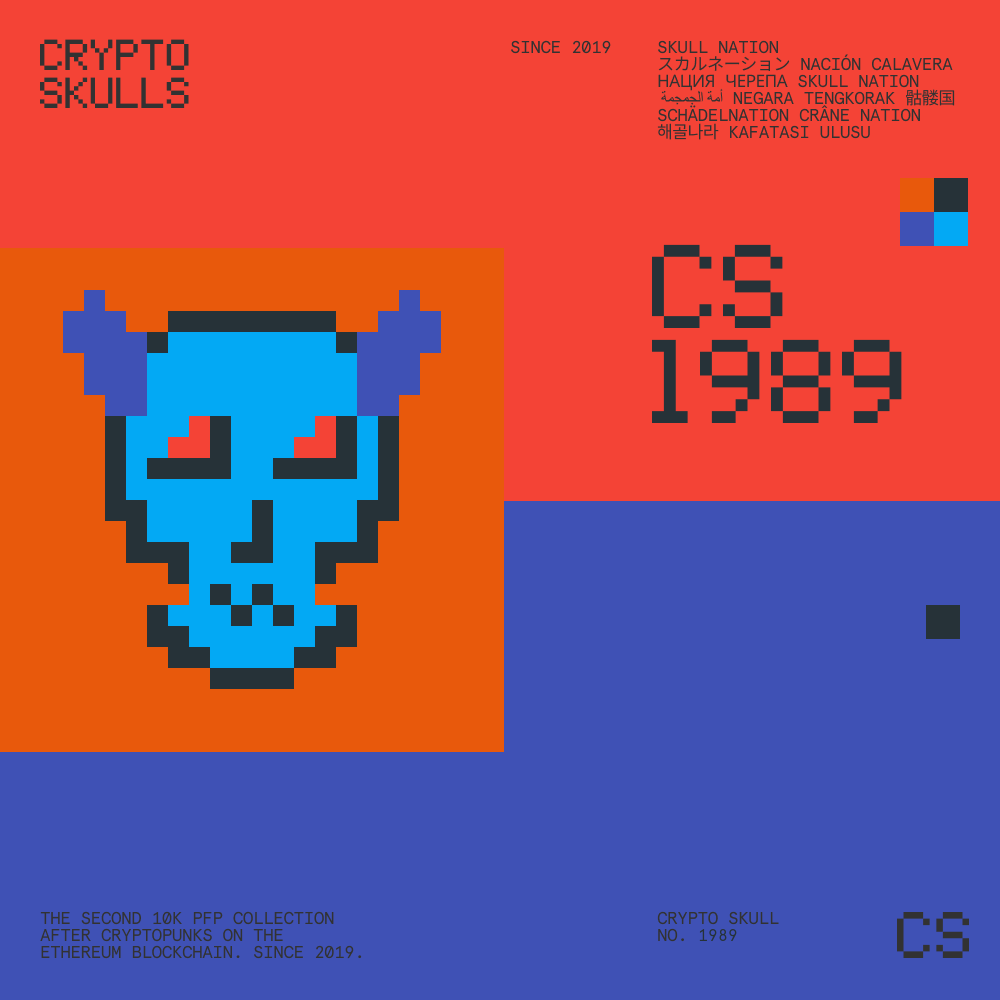 CRYPTO
SKULLS
SINCE 2019
SKULL NATION
スカルネーション NACIÓN CALAVERA
НАЦИЯ ЧЕРЕПА SKULL NATION
أمة الجمجمة NEGARA TENGKORAK 骷髅国
SCHÄDELNATION CRÂNE NATION
해골나라 KAFATASI ULUSU
CS
1989
THE SECOND 10K PFP COLLECTION
AFTER CRYPTOPUNKS ON THE
ETHEREUM BLOCKCHAIN. SINCE 2019.
CRYPTO SKULL
NO. 1989
CS